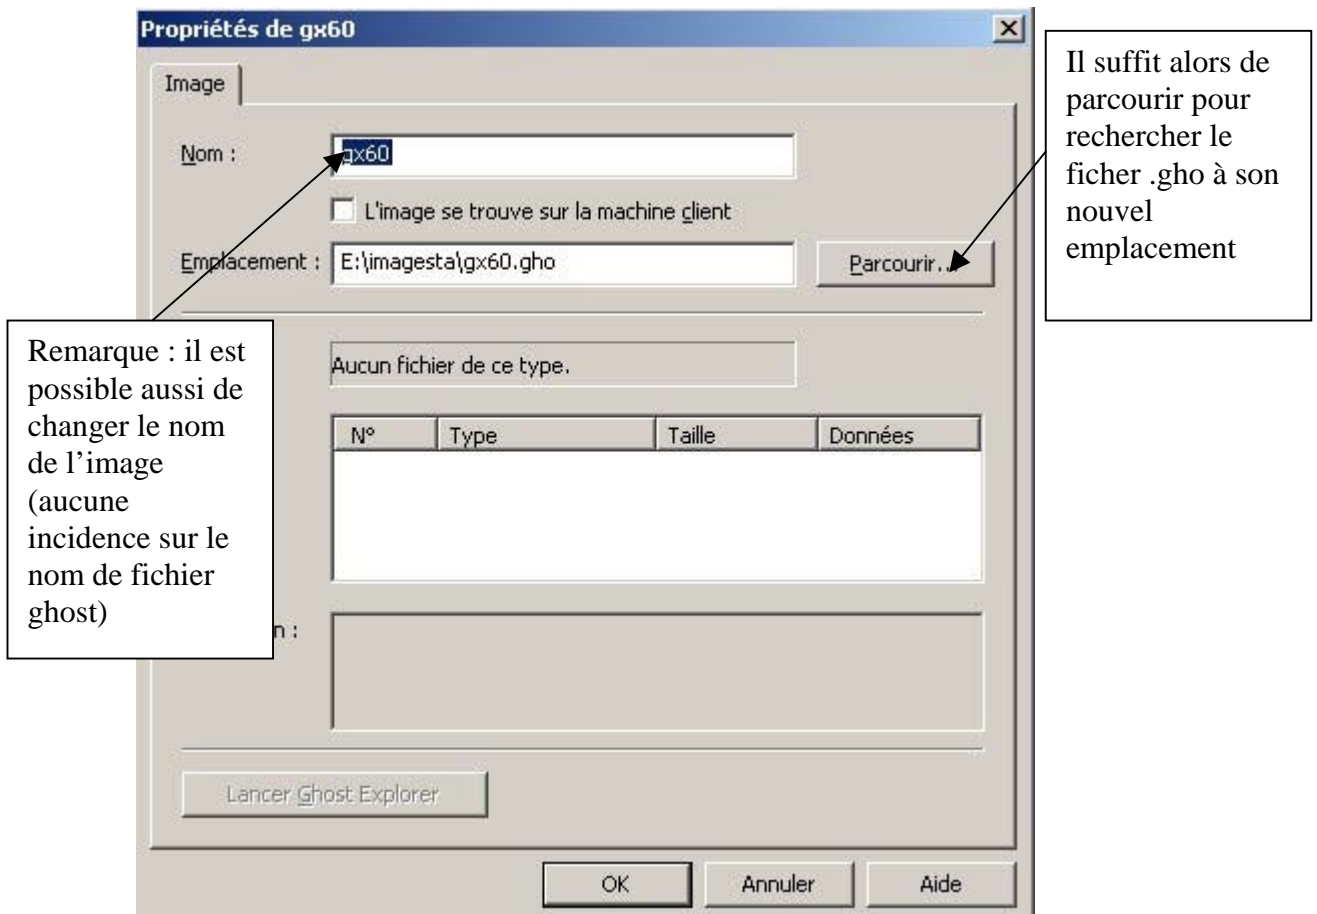 Propriétés de gx60
Il suffit alors de
parcourir pour
rechercher le
ficher .gho à son
nouvel
emplacement
Image
Nom :
gx60
L'image se trouve sur la machine client
Emplacement :
E:\imagesta\gx60.gho
Parcourir...
Remarque : il est
possible aussi de
changer le nom
de l’image
(aucune
incidence sur le
nom de fichier
ghost)
Aucun fichier de ce type.
N° Type Taille Données
n :
Lancer Ghost Explorer
OK Annuler Aide